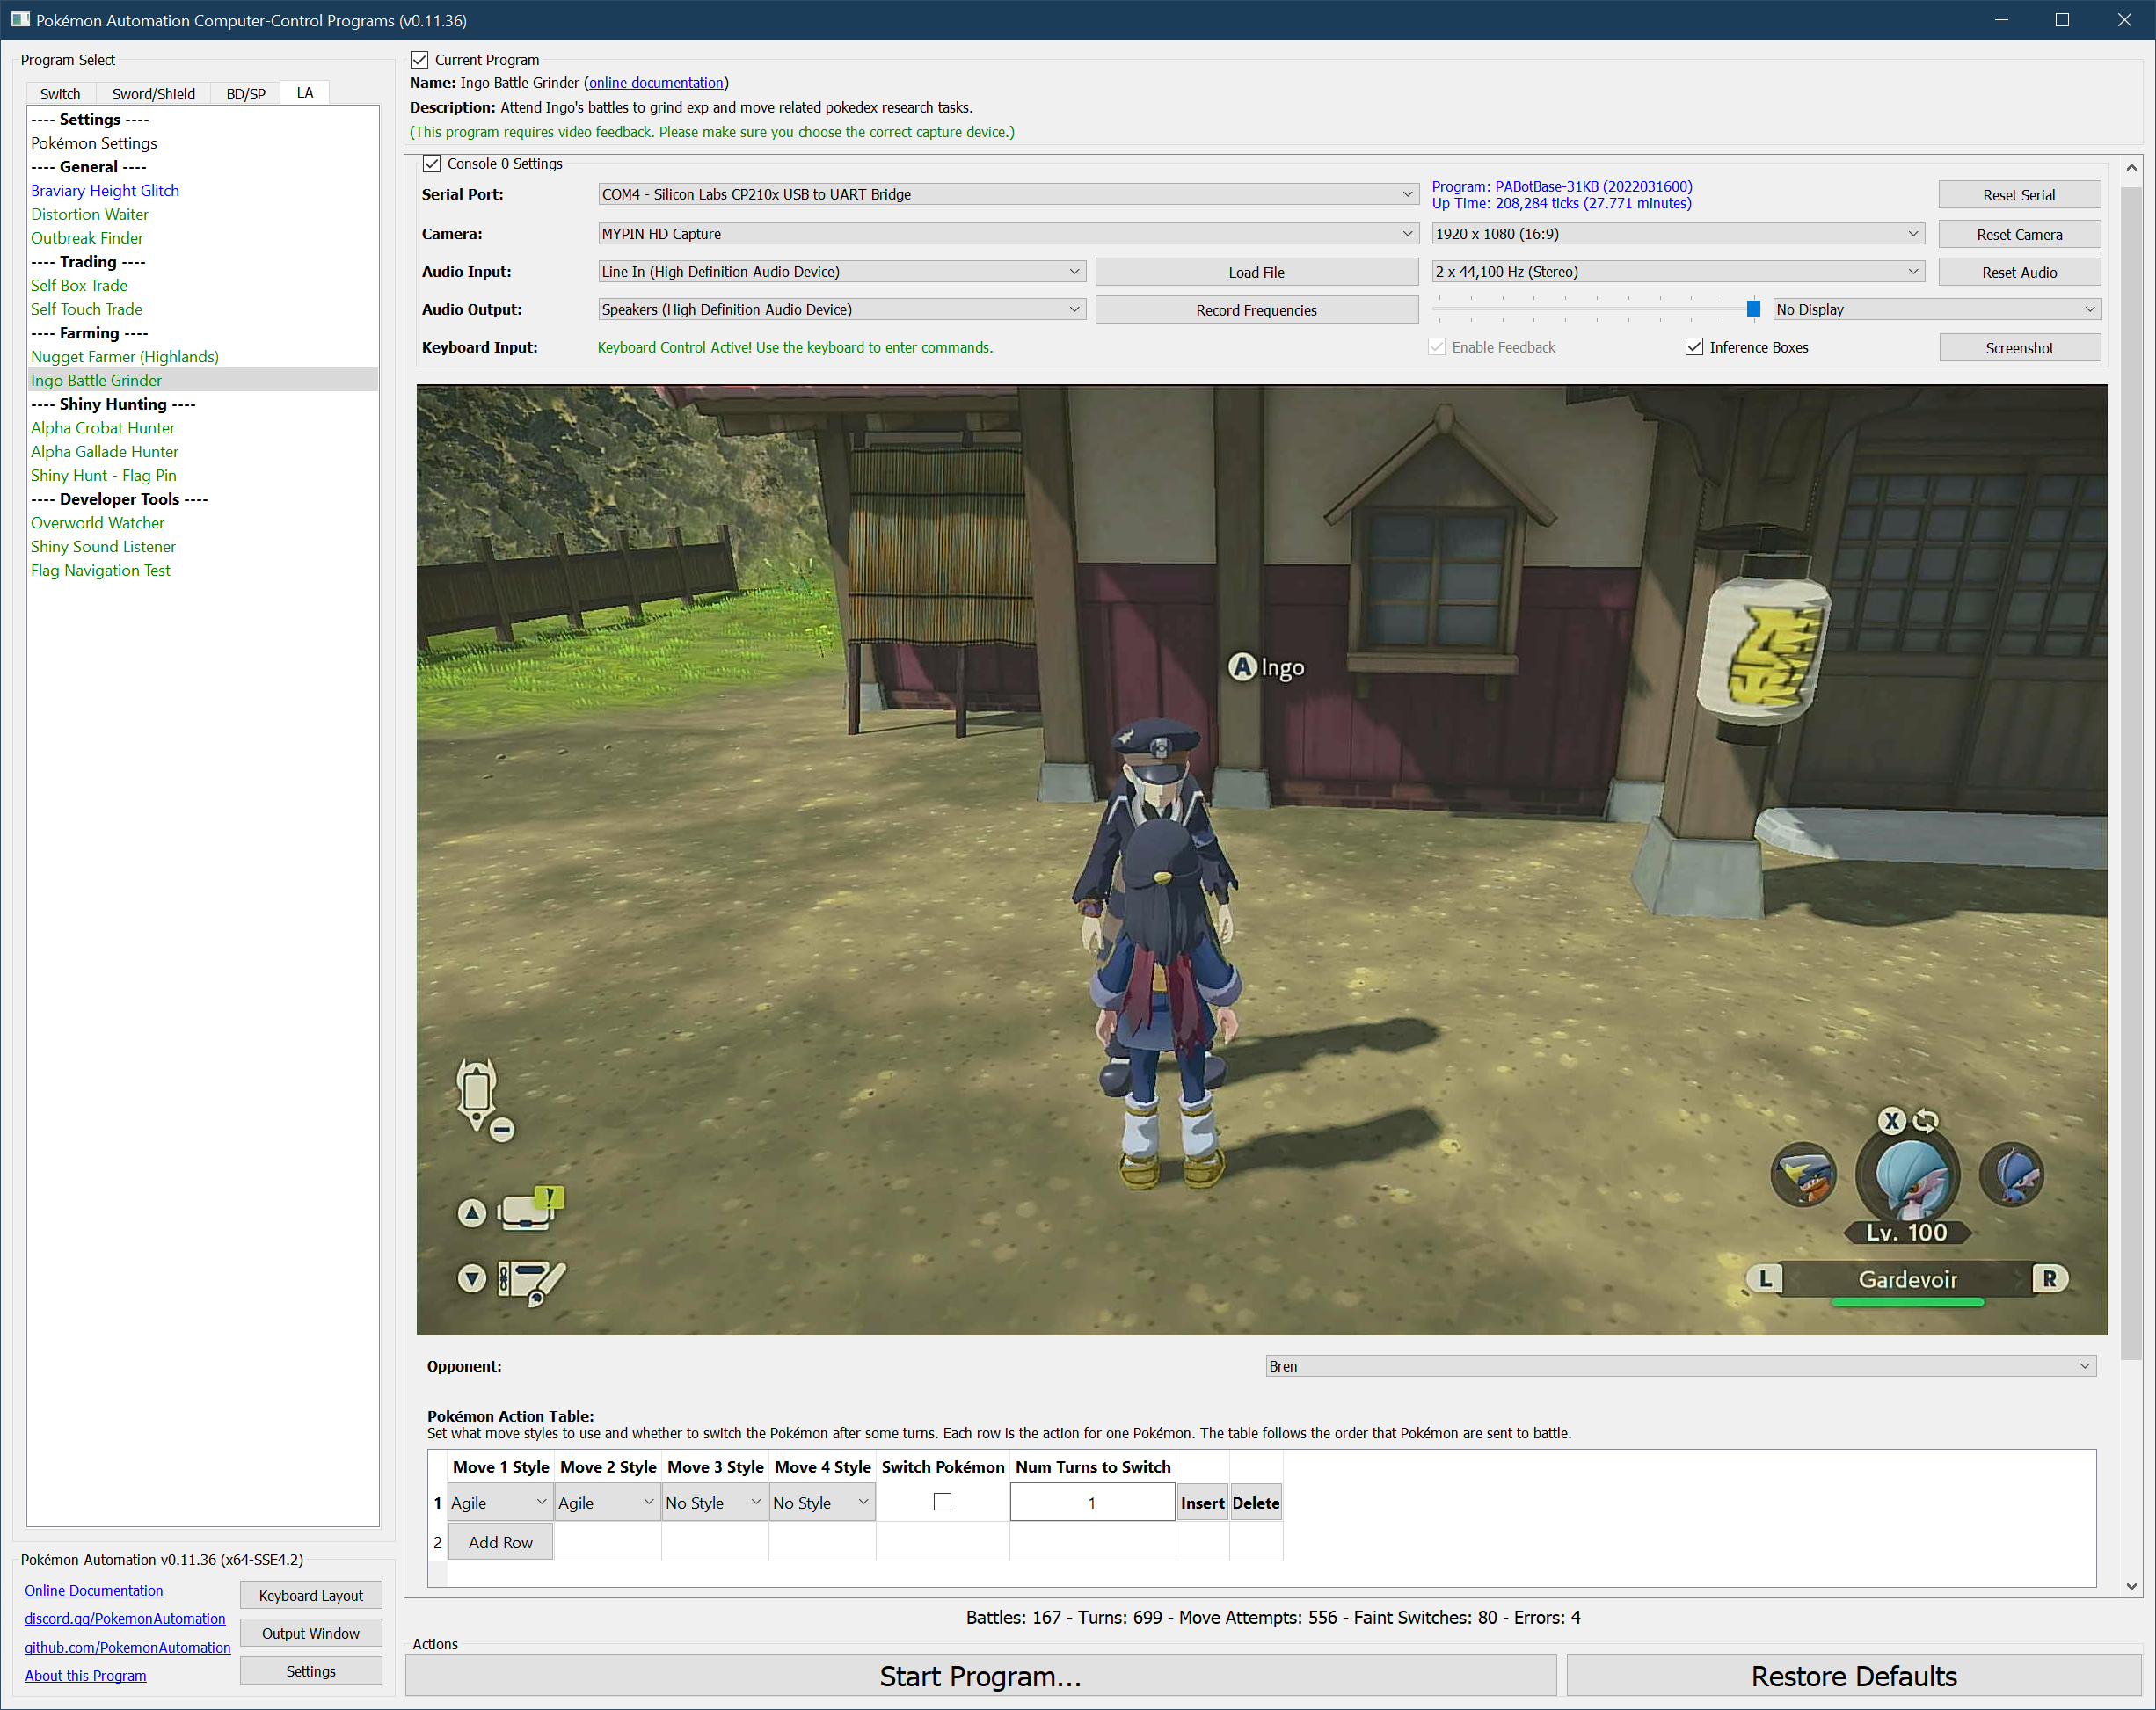 Pokémon Automation Computer-Control Programs (v0.11.36)
Program Select
Switch
Sword/Shield
BD/SP
LA
---- Settings ----
Pokémon Settings
---- General ----
Braviary Height Glitch
Distortion Waiter
Outbreak Finder
---- Trading ----
Self Box Trade
Self Touch Trade
---- Farming ----
Nugget Farmer (Highlands)
Ingo Battle Grinder
---- Shiny Hunting ----
Alpha Crobat Hunter
Alpha Gallade Hunter
Shiny Hunt - Flag Pin
---- Developer Tools ----
Overworld Watcher
Shiny Sound Listener
Flag Navigation Test
Pokémon Automation v0.11.36 (x64-SSE4.2)
Online Documentation
discord.gg/PokemonAutomation
github.com/PokemonAutomation
About this Program
Keyboard Layout
Output Window
Settings
Current Program
Name: Ingo Battle Grinder (online documentation)
Description: Attend Ingo's battles to grind exp and move related pokedex research tasks.
(This program requires video feedback. Please make sure you choose the correct capture device.)
Console 0 Settings
Serial Port:
COM4 - Silicon Labs CP210x USB to UART Bridge
Program: PABotBase-31KB (2022031600)
Up Time: 208,284 ticks (27.771 minutes)
Reset Serial
Camera:
MYPIN HD Capture
1920 x 1080 (16:9)
Reset Camera
Audio Input:
Line In (High Definition Audio Device)
Load File
2 x 44,100 Hz (Stereo)
Reset Audio
Audio Output:
Speakers (High Definition Audio Device)
Record Frequencies
No Display
Keyboard Input:
Keyboard Control Active! Use the keyboard to enter commands.
Enable Feedback
Inference Boxes
Screenshot
A Ingo
X
Lv. 100
L
Gardevoir
R
Opponent:
Bren
Pokémon Action Table:
Set what move styles to use and whether to switch the Pokémon after some turns. Each row is the action for one Pokémon. The table follows the order that Pokémon are sent to battle.
Move 1 Style Move 2 Style Move 3 Style Move 4 Style Switch Pokémon Num Turns to Switch
1 Agile Agile No Style No Style 1 Insert Delete
2 Add Row
Battles: 167 - Turns: 699 - Move Attempts: 556 - Faint Switches: 80 - Errors: 4
Actions
Start Program...
Restore Defaults